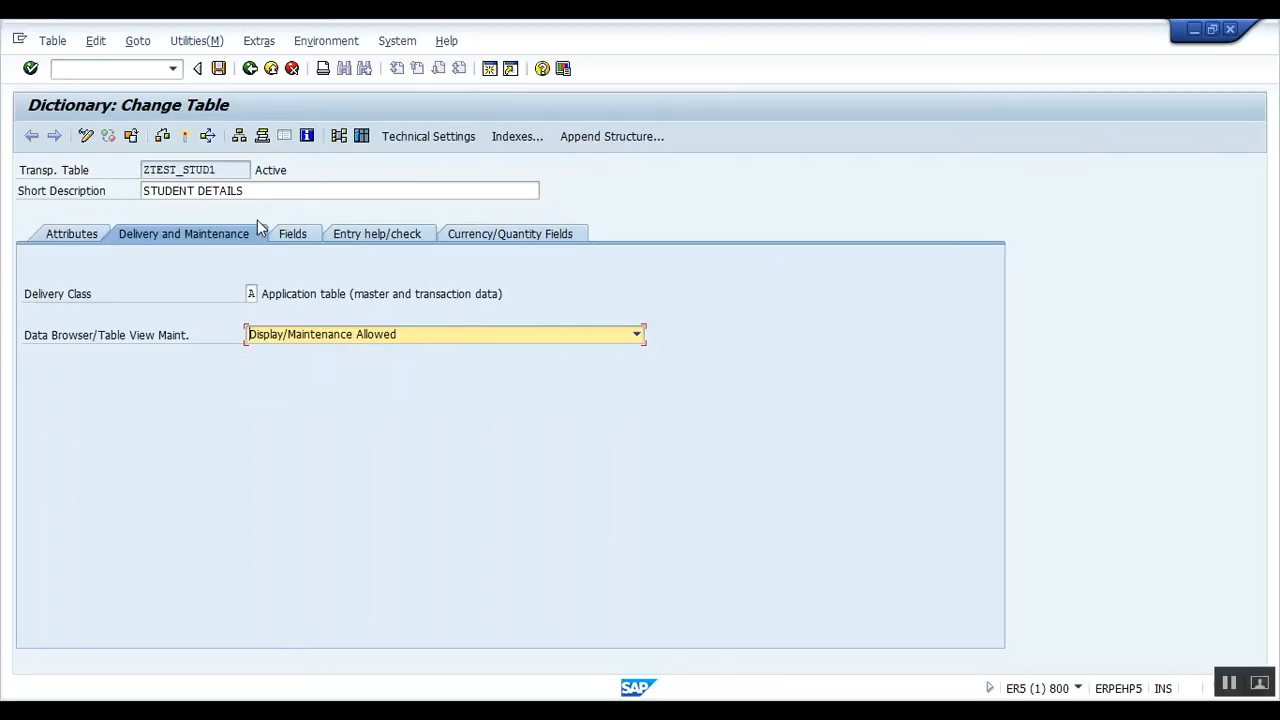 Table Edit Goto Utilities(M) Extras Environment System Help
Dictionary: Change Table
Technical Settings Indexes... Append Structure...
Transp. Table ZTEST_STUD1 Active
Short Description STUDENT DETAILS
Attributes Delivery and Maintenance Fields Entry help/check Currency/Quantity Fields
Delivery Class A Application table (master and transaction data)
Data Browser/Table View Maint. Display/Maintenance Allowed
SAP ER5 (1) 800 ERPEHP5 INS